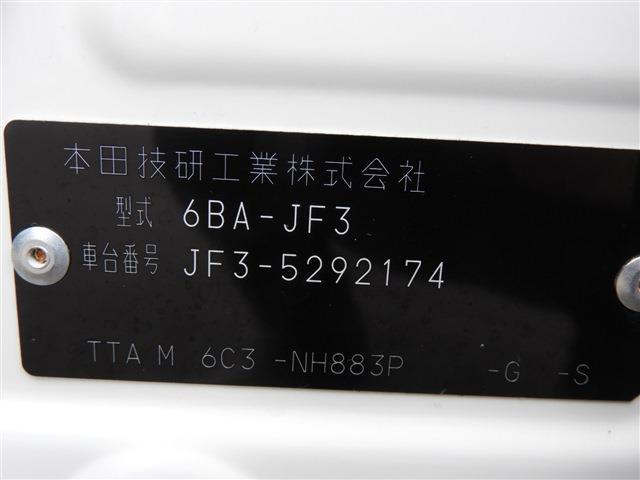 本田技研工業株式会社
型式 6BA-JF3
車台番号 JF3-5292174
TTA M 6C3 -NH883P -G -S